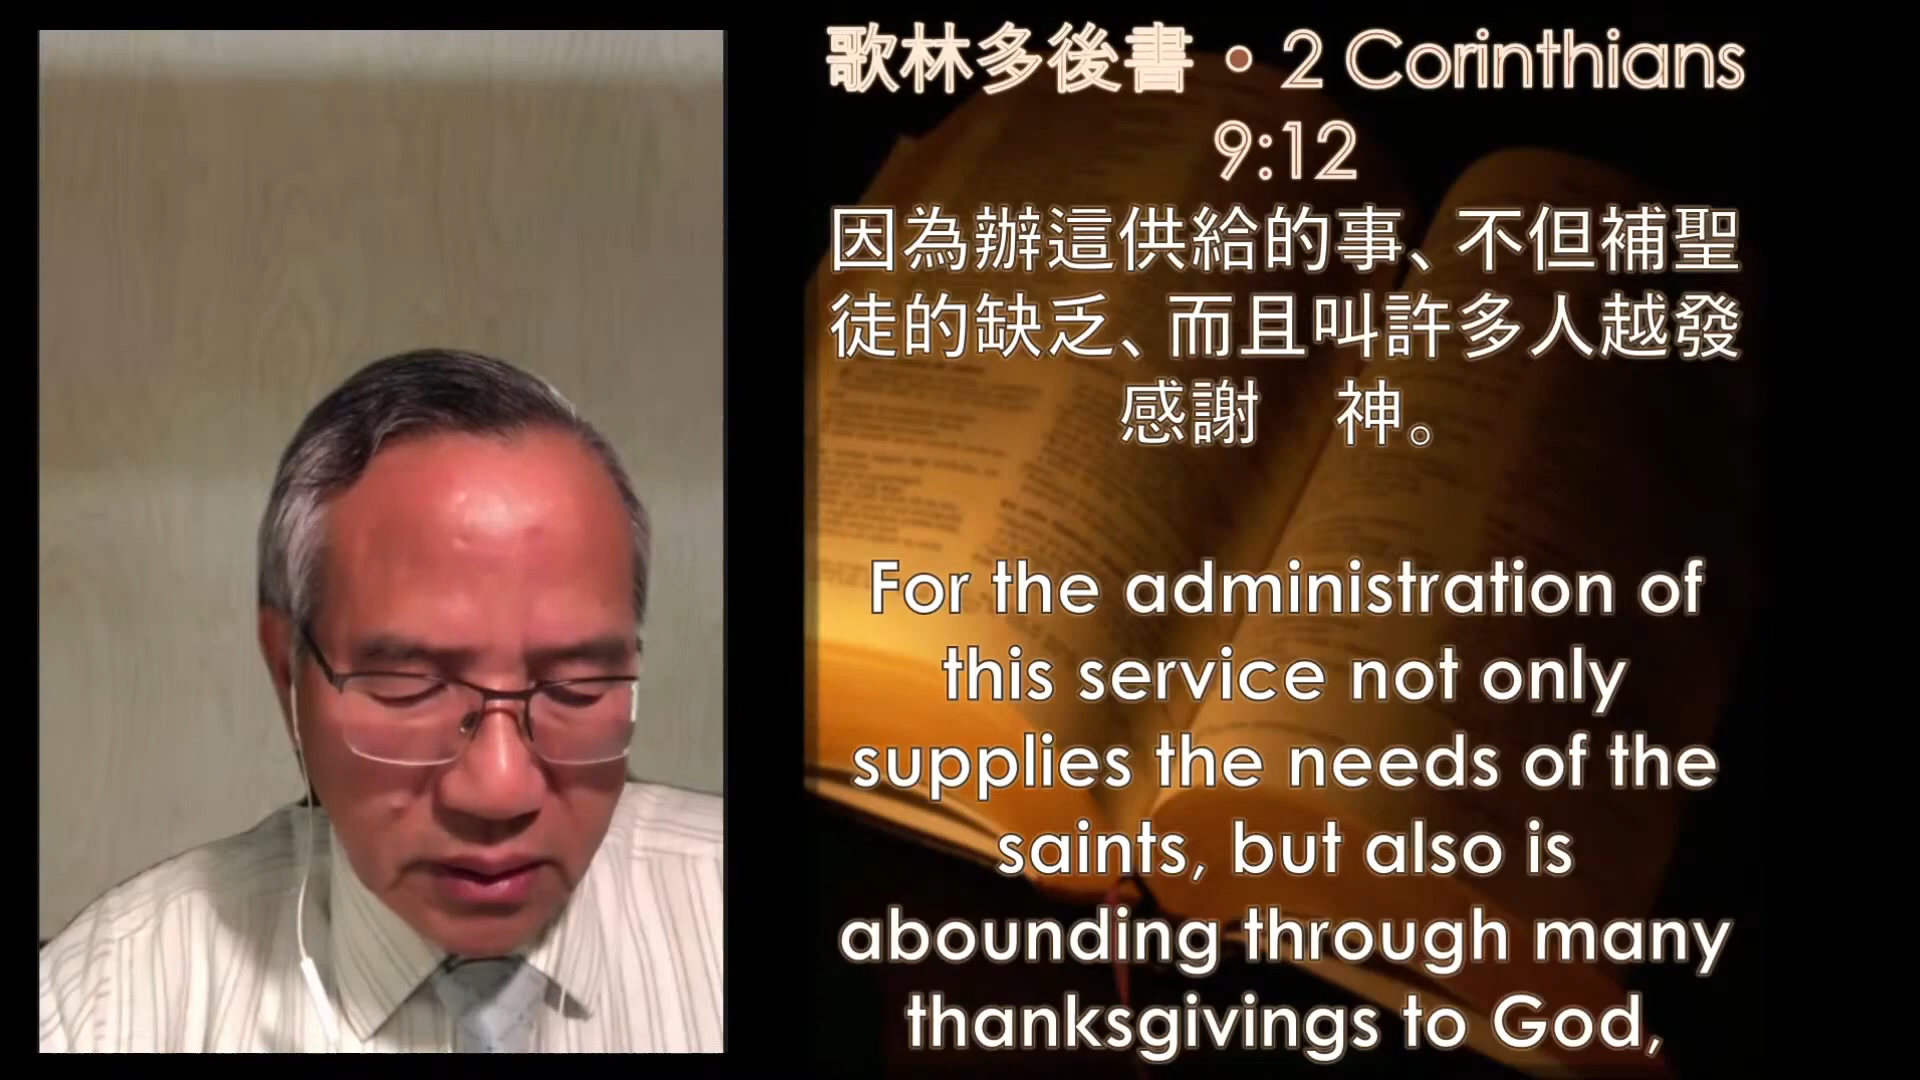 歌林多後書 • 2 Corinthians
9:12
因為辦這供給的事、不但補聖
徒的缺乏、而且叫許多人越發
感謝　神。
For the administration of
this service not only
supplies the needs of the
saints, but also is
abounding through many
thanksgivings to God,